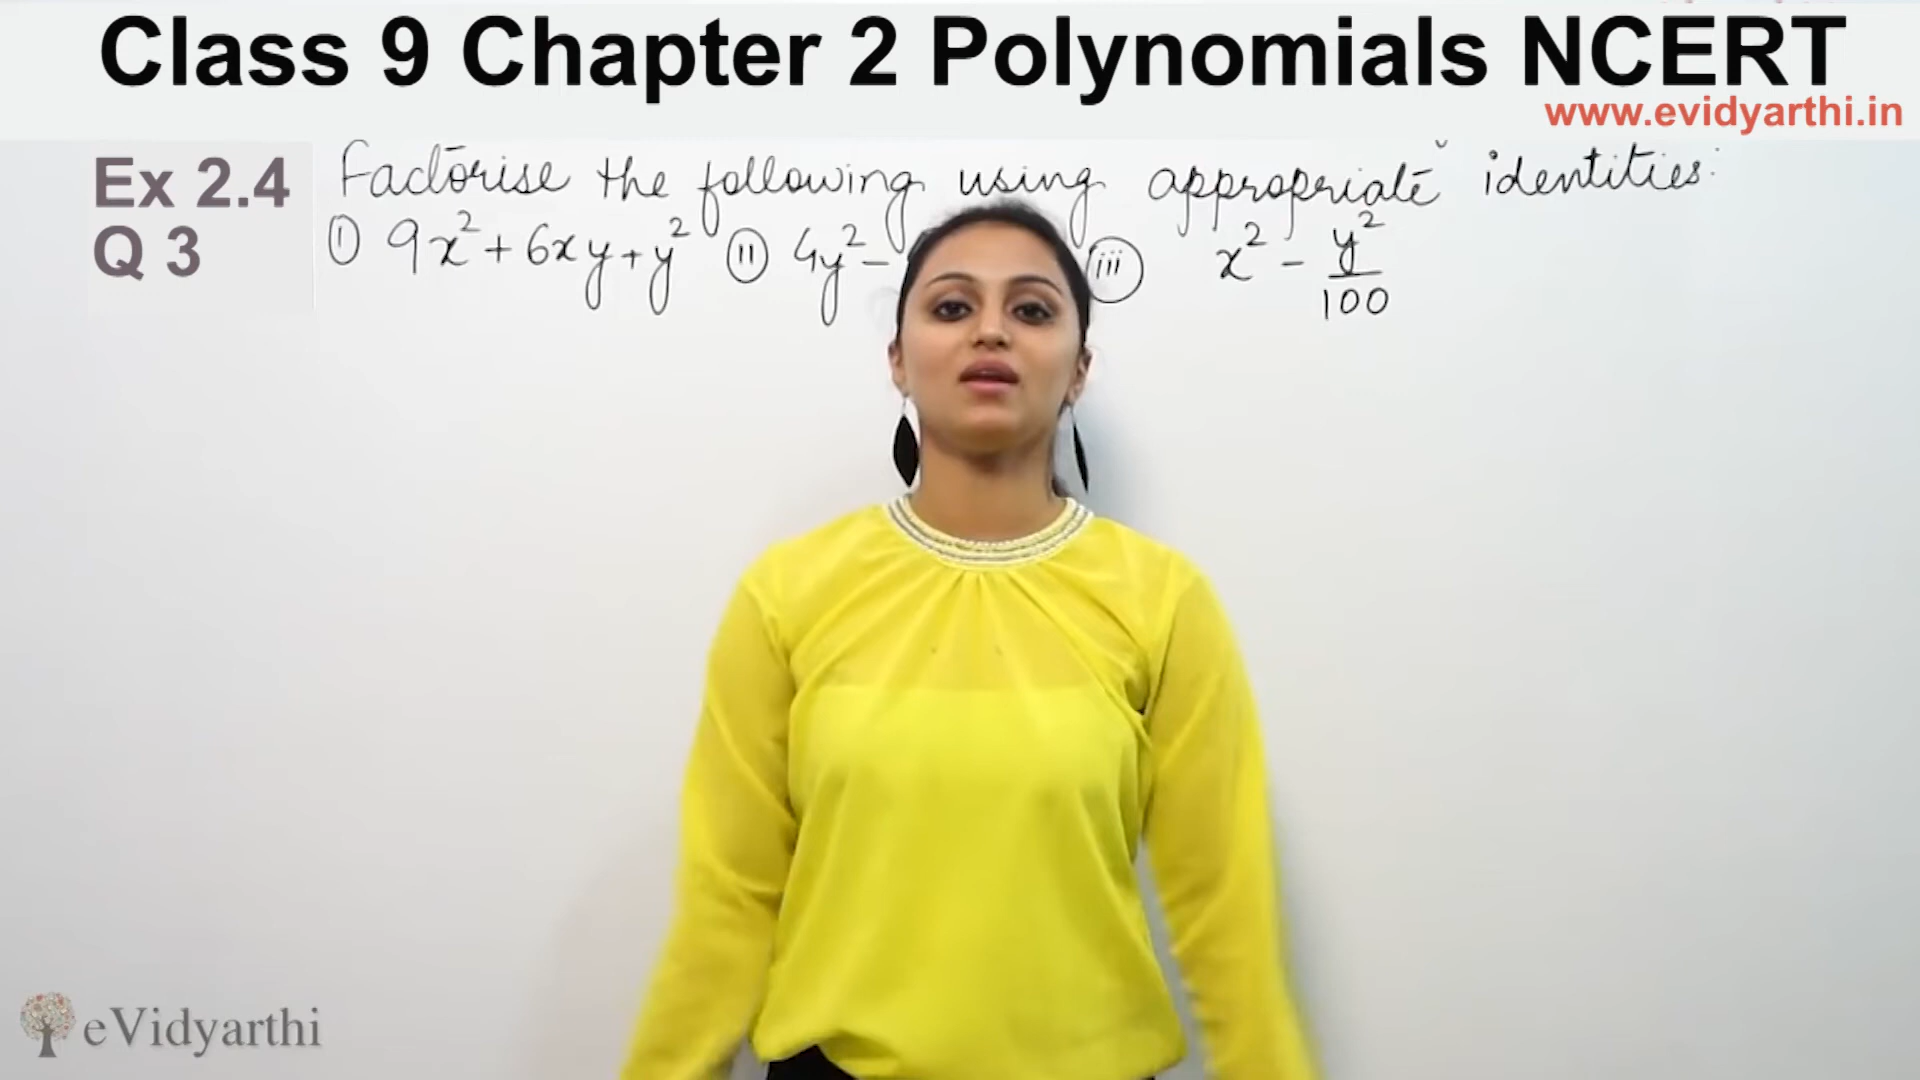 Class 9 Chapter 2 Polynomials NCERT
www.evidyarthi.in
Ex 2.4 Factorise the following using appropriate identities:
Q 3 (i) 9x² + 6xy + y² (ii) 4y² - (iii) x² - y²/100
eVidyarthi